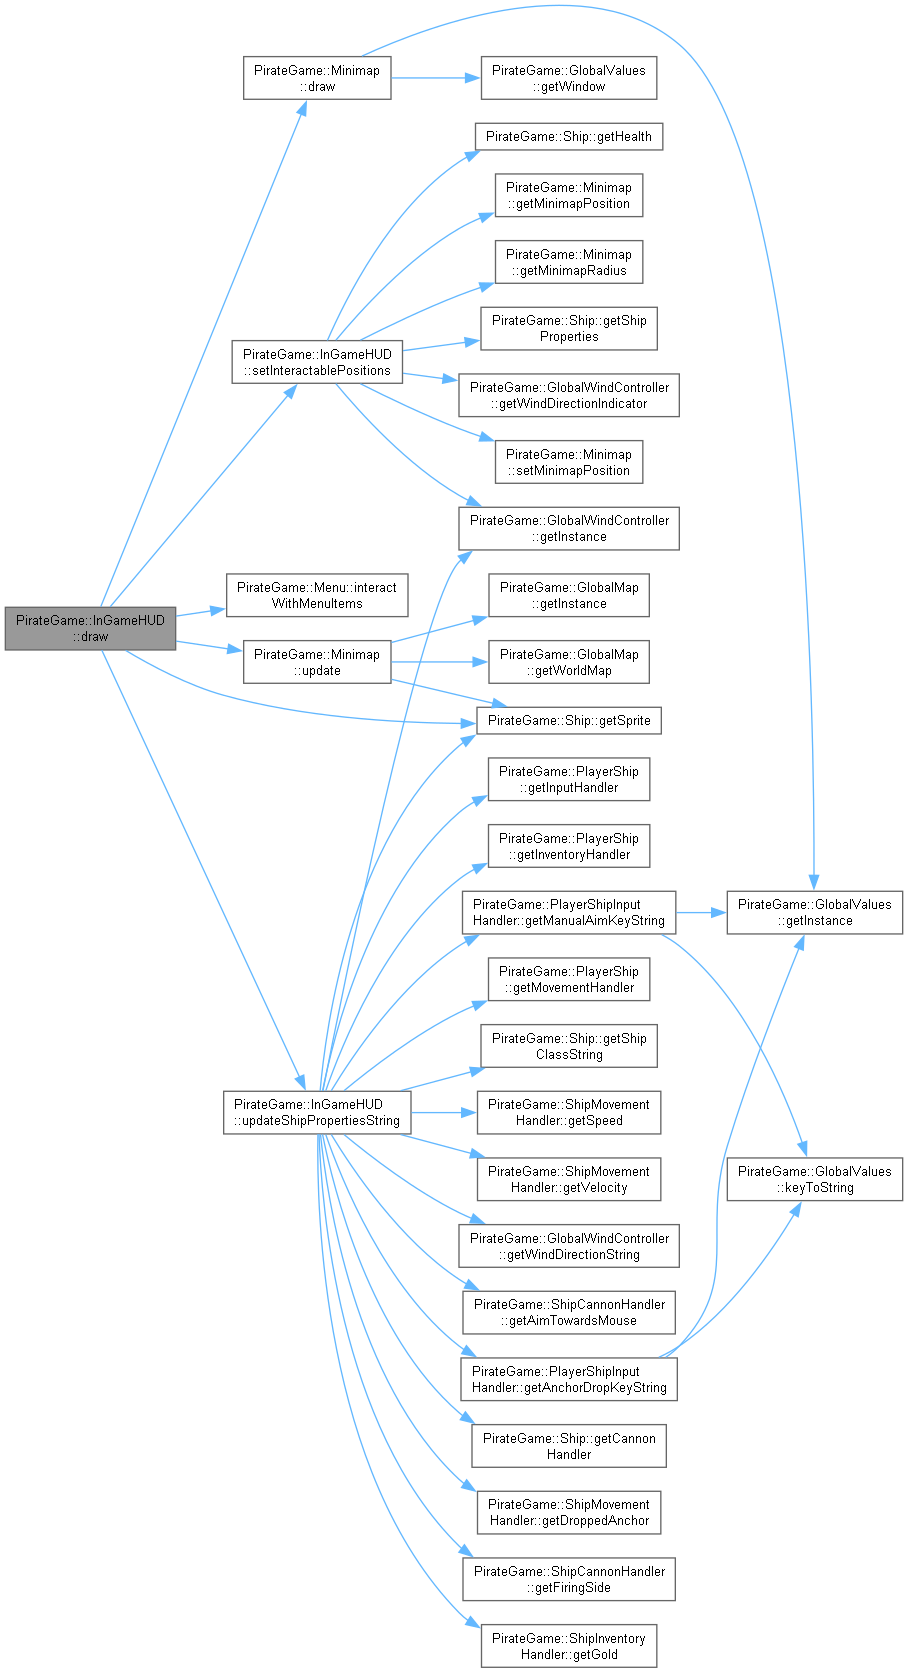 PirateGame::Minimap
::draw
PirateGame::GlobalValues
::getWindow
PirateGame::Ship::getHealth
PirateGame::Minimap
::getMinimapPosition
PirateGame::Minimap
::getMinimapRadius
PirateGame::Ship::getShip
Properties
PirateGame::InGameHUD
::setInteractablePositions
PirateGame::GlobalWindController
::getWindDirectionIndicator
PirateGame::Minimap
::setMinimapPosition
PirateGame::GlobalWindController
::getInstance
PirateGame::Menu::interact
WithMenuItems
PirateGame::GlobalMap
::getInstance
PirateGame::InGameHUD
::draw
PirateGame::Minimap
::update
PirateGame::GlobalMap
::getWorldMap
PirateGame::Ship::getSprite
PirateGame::PlayerShip
::getInputHandler
PirateGame::PlayerShip
::getInventoryHandler
PirateGame::PlayerShipInput
Handler::getManualAimKeyString
PirateGame::GlobalValues
::getInstance
PirateGame::PlayerShip
::getMovementHandler
PirateGame::Ship::getShip
ClassString
PirateGame::InGameHUD
::updateShipPropertiesString
PirateGame::ShipMovement
Handler::getSpeed
PirateGame::ShipMovement
Handler::getVelocity
PirateGame::GlobalValues
::keyToString
PirateGame::GlobalWindController
::getWindDirectionString
PirateGame::ShipCannonHandler
::getAimTowardsMouse
PirateGame::PlayerShipInput
Handler::getAnchorDropKeyString
PirateGame::Ship::getCannon
Handler
PirateGame::ShipMovement
Handler::getDroppedAnchor
PirateGame::ShipCannonHandler
::getFiringSide
PirateGame::ShipInventory
Handler::getGold